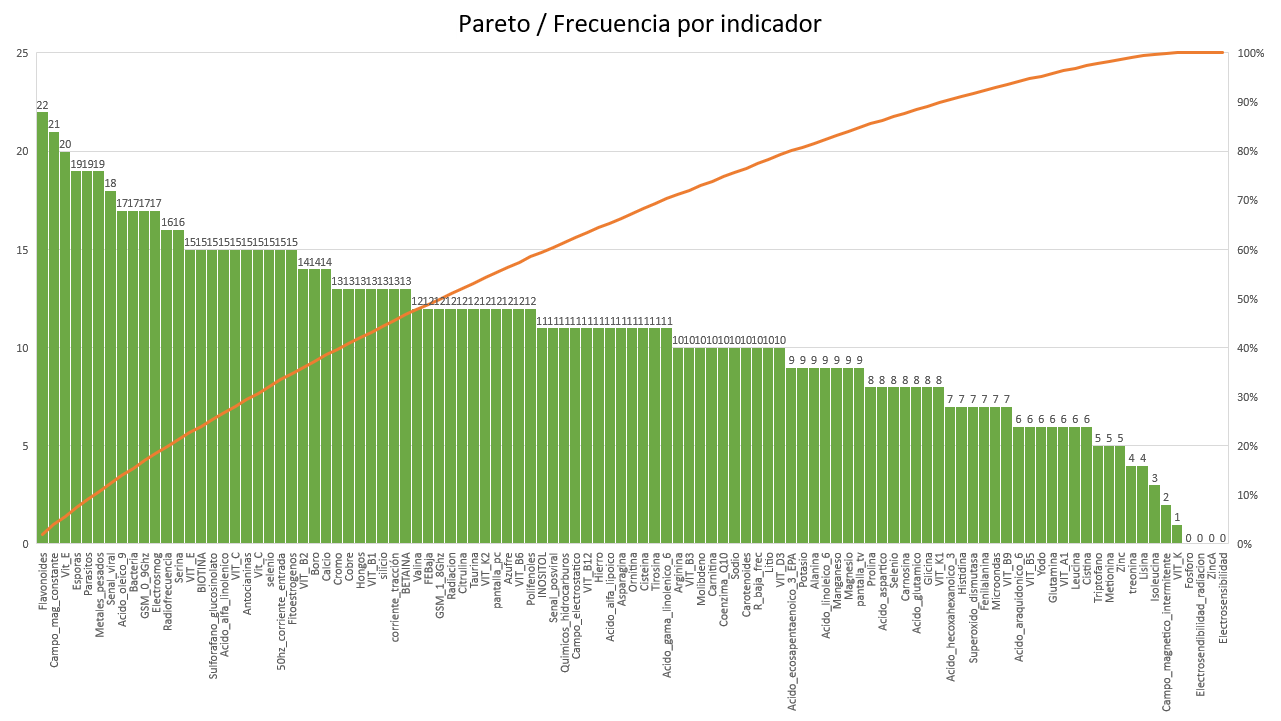 Pareto / Frecuencia por indicador
25
20
15
10
5
0
100%
90%
80%
70%
60%
50%
40%
30%
20%
10%
0%
22 21 20 19 19 19 18 17 17 17 17 16 16 15 15 15 15 15 15 15 15 15 15 14 14 14 13 13 13 13 13 13 13 12 12 12 12 12 12 12 12 12 12 12 11 11 11 11 11 11 11 11 11 11 11 11 10 10 10 10 10 10 10 10 10 10 9 9 9 9 9 9 9 8 8 8 8 8 8 8 7 7 7 7 7 7 6 6 6 6 6 6 6 5 5 5 4 4 3 2 1 0 0 0 0
Flavonoides
Campo_mag_constante
Vit_E
Esporas
Parasitos
Metales_pesados
Senal_viral
Acido_oleico_9
Bacteria
GSM_0_9Ghz
Electrosmog
Radiofrecuencia
Serina
VIT_E
BIOTIÑA
Sulforafano_glucosinato
Acido_alfa_linolenico
VIT_C
Antocianinas
Vit_C
selenio
50hz_corriente_errada
Fitoestrogenos
VIT_B2
Boro
Calcio
Cromo
Cobre
Hongos
VIT_B1
silicio
corriente_tracción
BETAINA
Valina
FEBaja
GSM_1_8Ghz
Radiacion
Citrulina
Taurina
VIT_K2
pantalla_pc
Azufre
VIT_B6
Polifenoles
INOSITOL
Senal_posviral
Quimicos_hidrocarburos
Campo_electrostatico
VIT_B12
Hierro
Acido_alfa_lipoico
Asparagina
Ornitina
Cisteina
Tirosina
Acido_gama_linolenico_6
Arginina
VIT_B3
Molibdeno
Carnitina
Coenzima_Q10
Sodio
Carotenoides
R_baja_frec
Litio
VIT_D3
Acido_ecosapentaenoico_3_EPA
Potasio
Alanina
Acido_linoleico_6
Manganeso
Magnesio
pantalla_tv
Prolina
Acido_aspartico
Selenio
Carnosina
Acido_glutamico
Glicina
VIT_K1
Acido_hecoxahexanoico_3
Histidina
Superoxido_dismutasa
Fenilalanina
Microondas
VIT_B9
Acido_araquidonico_6
VIT_B5
Yodo
Glutamina
VIT_A1
Leucina
Cistina
Triptofano
Metionina
Zinc
treonina
Lisina
Isoleucina
Campo_magnetico_intermitente
VIT_K
Fosforo
Electrosendibilidad_radiacion
ZincA
Electrosensibilidad